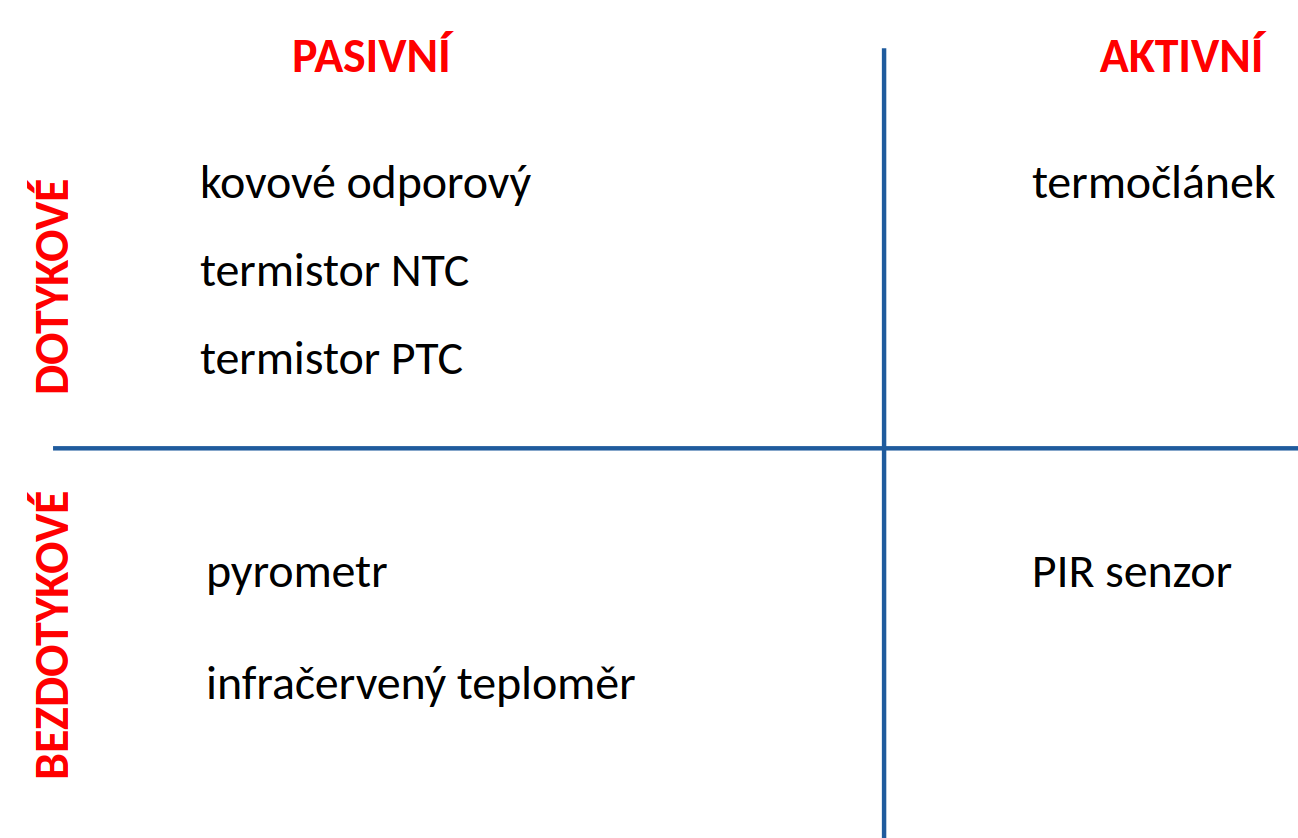 PASIVNÍ
AKTIVNÍ
DOTYKOVÉ
kovové odporový
termočlánek
termistor NTC
termistor PTC
BEZDOTYKOVÉ
pyrometr
PIR senzor
infračervený teploměr